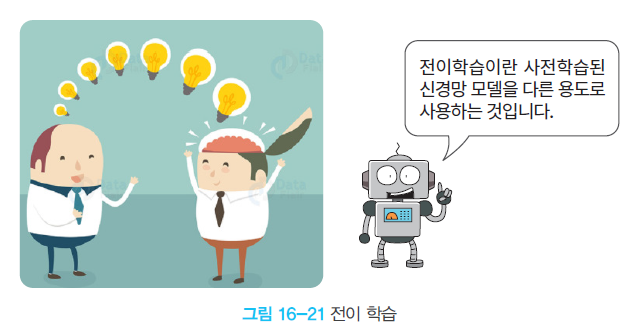 전이학습이란 사전학습된
신경망 모델을 다른 용도로
사용하는 것입니다.
그림 16-21 전이 학습